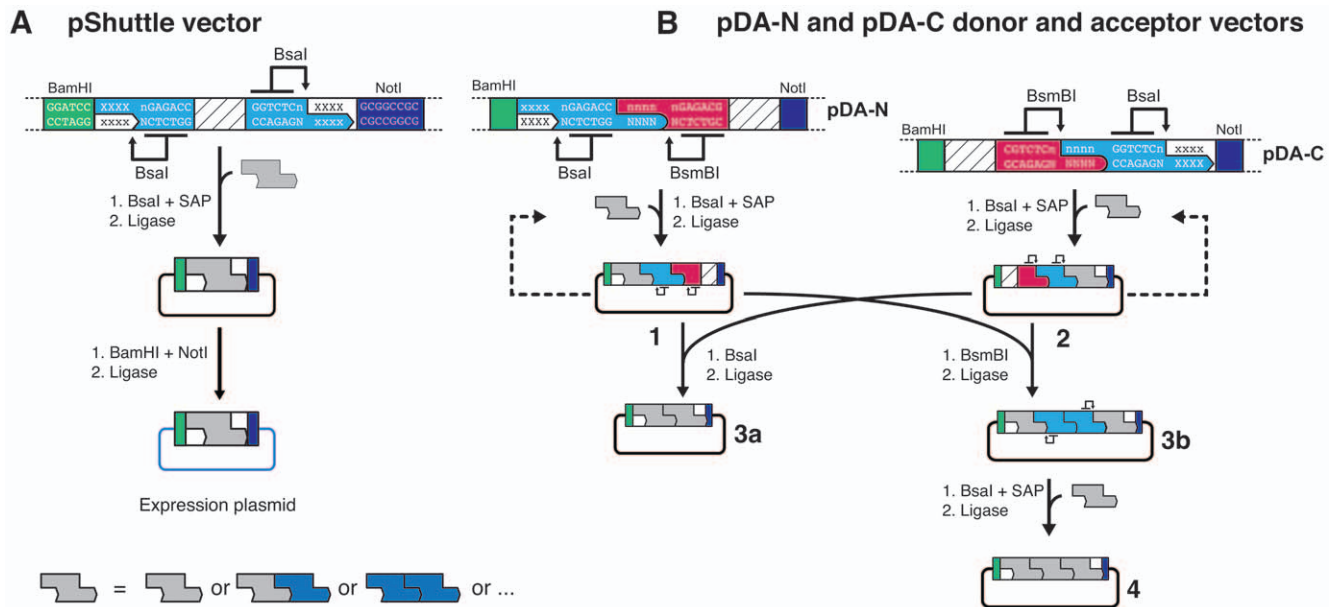 A pShuttle vector
BsaI
BamHI
NotI
GGATCC xxxx nGAGACC GGTCTCn xxxx GCGGCCGC
CCTAGG xxxx NCTCTGG CCAGAGN xxxx CGCCGGCG
BsaI
1. BsaI + SAP
2. Ligase
1. BamHI + NotI
2. Ligase
Expression plasmid
= or or or ...
B pDA-N and pDA-C donor and acceptor vectors
BamHI
NotI
xxxx nGAGACC nnnn nGAGACG
xxxx NCTCTGG NNNN NCTCTGC
pDA-N
BsaI
BsmBI
BsmBI
BsaI
BamHI
NotI
CGTCTCn nnnn GGTCTCn xxxx
GCAGAGN NNNN CCAGAGN XXXX
pDA-C
1. BsaI + SAP
2. Ligase
1. BsaI + SAP
2. Ligase
1
2
1. BsaI
2. Ligase
1. BsmBI
2. Ligase
3a
3b
1. BsaI + SAP
2. Ligase
4